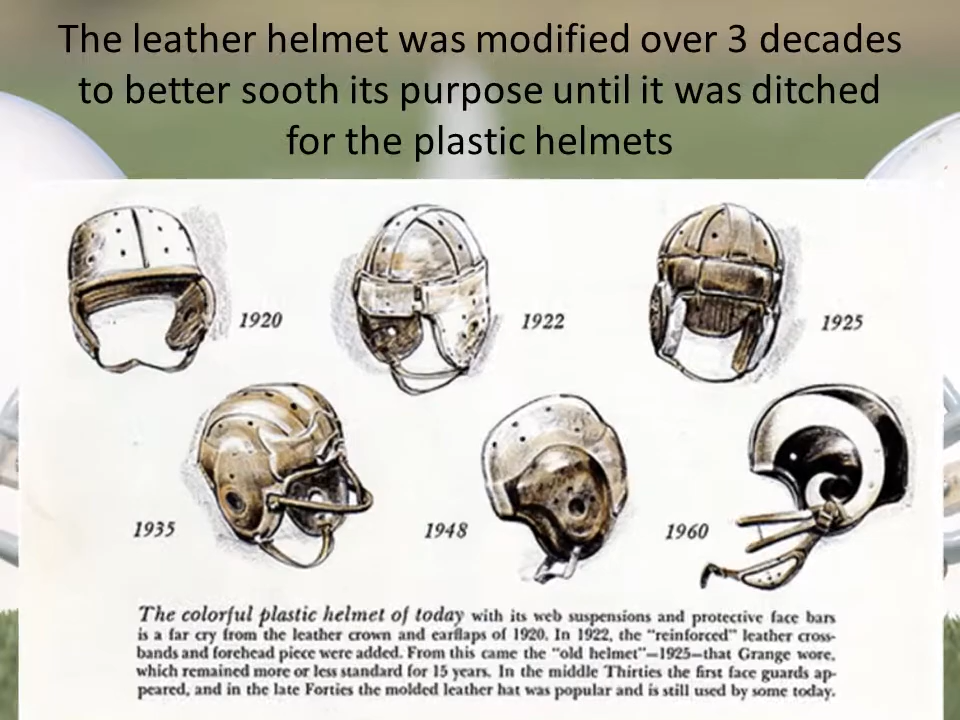 The leather helmet was modified over 3 decades
to better sooth its purpose until it was ditched
for the plastic helmets
1920
1922
1925
1935
1948
1960
The colorful plastic helmet of today with its web suspensions and protective face bars
is a far cry from the leather crown and earflaps of 1920. In 1922, the "reinforced" leather cross-
bands and forehead piece were added. From this came the "old helmet"—1925—that Grange wore,
which remained more or less standard for 15 years. In the middle Thirties the first face guards ap-
peared, and in the late Forties the molded leather hat was popular and is still used by some today.